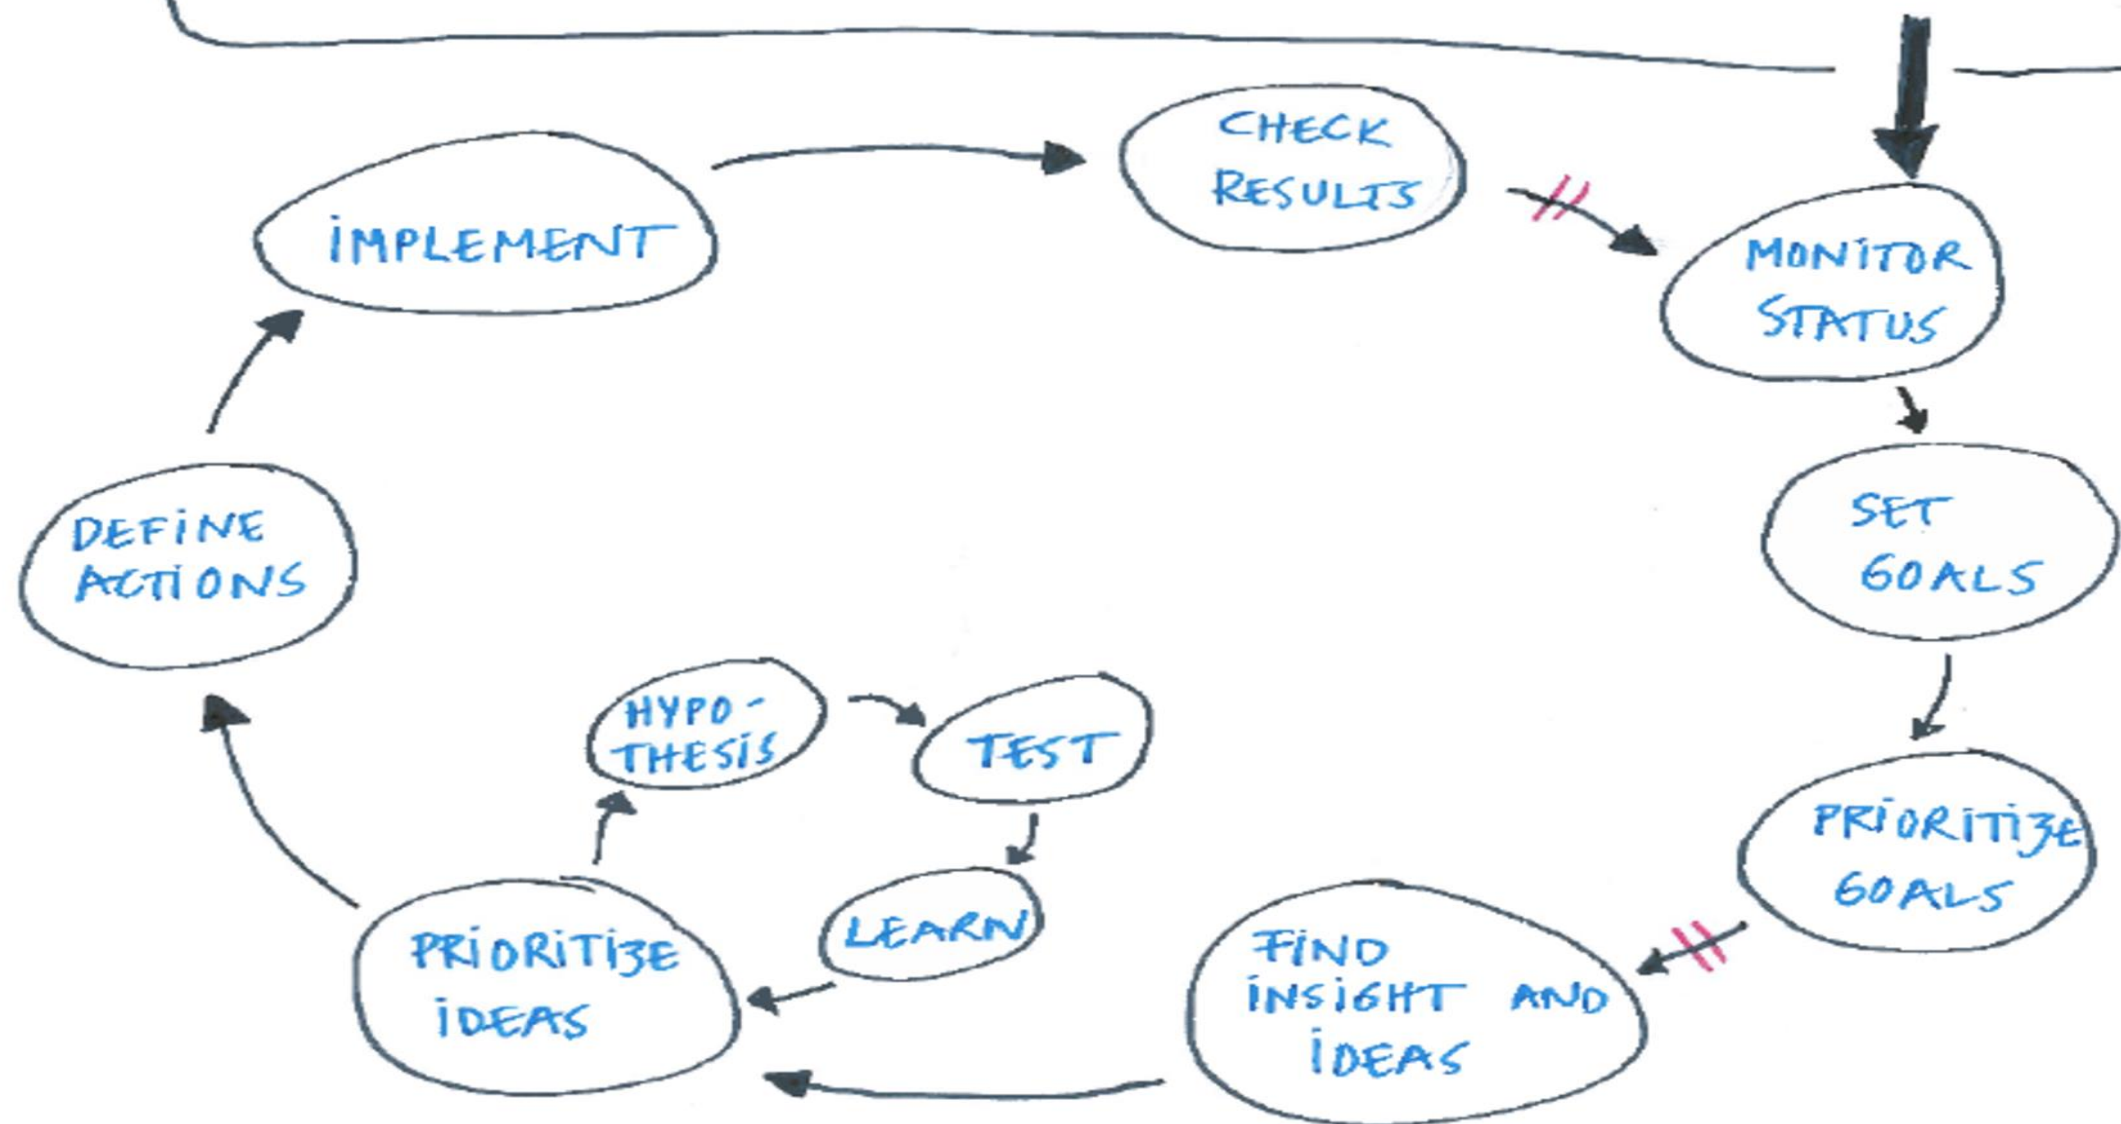 CHECK
RESULTS
iMPLEMENT
MONiTOR
STATUS
DEFiNE
ACTiONS
SET
GOALS
HYPO-
THESiS
TEST
PRiORiTiZE
GOALS
LEARN
PRiORiTiZE
iDEAS
FiND
iNSiGHT AND
iDEAS